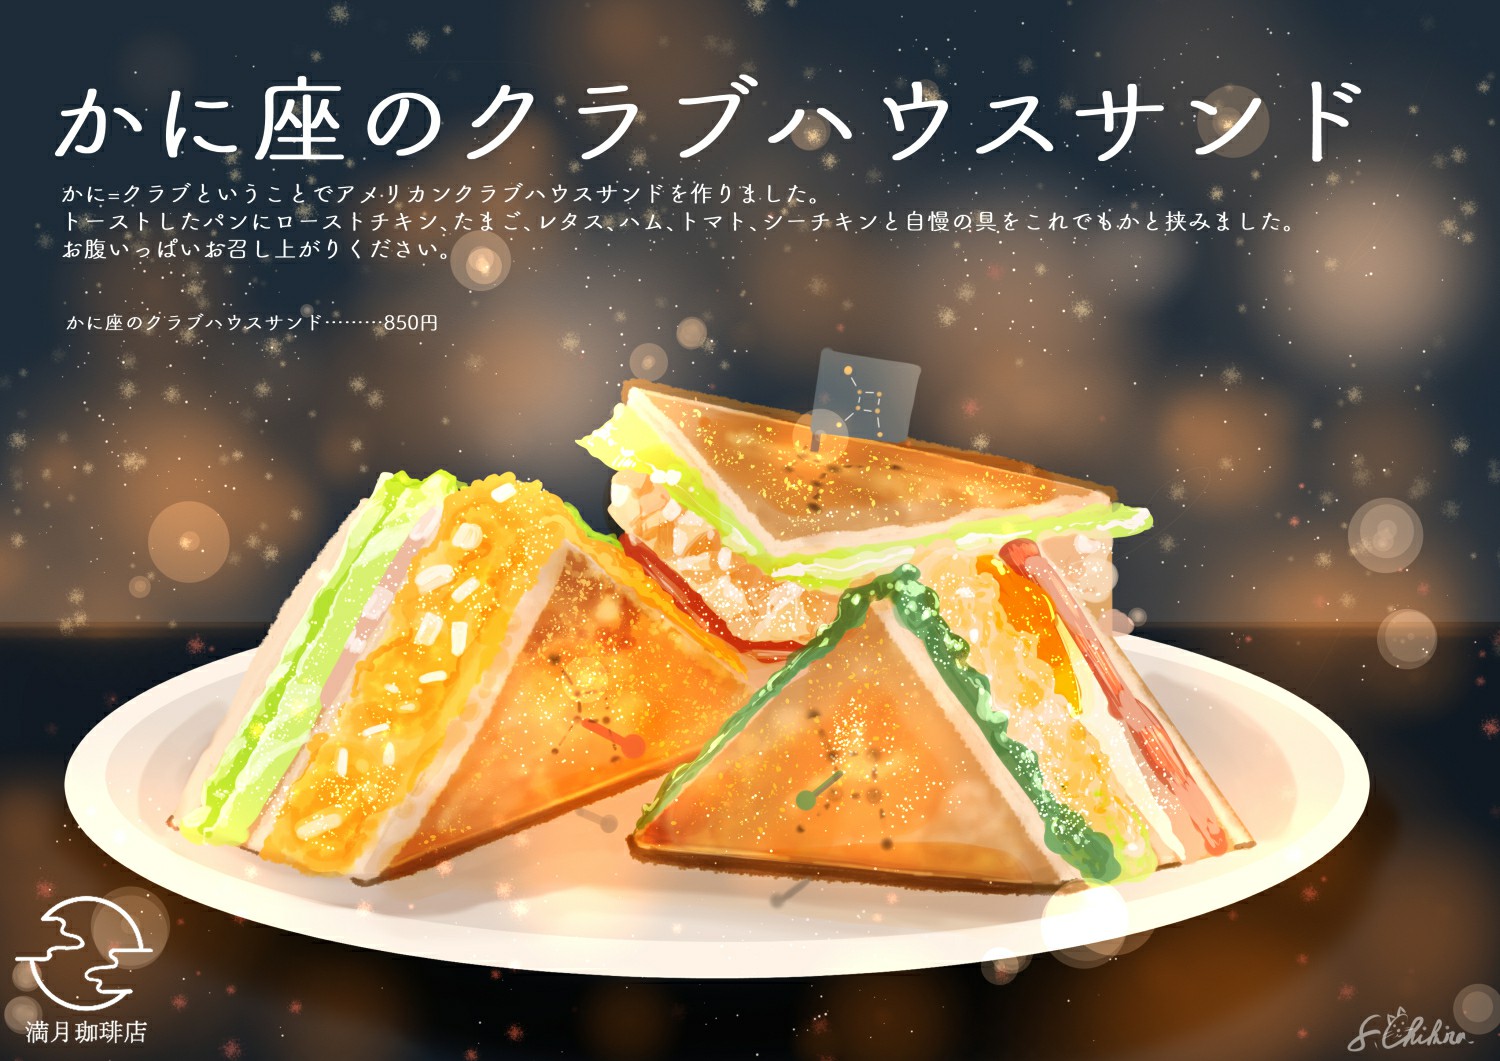 かに座のクラブハウスサンド
かに=クラブということでアメリカンクラブハウスサンドを作りました。
トーストしたパンにローストチキン、たまご、レタス、ハム、トマト、シーチキンと自慢の具をこれでもかと挟みました。
お腹いっぱいお召し上がりください。
かに座のクラブハウスサンド………850円
満月珈琲店